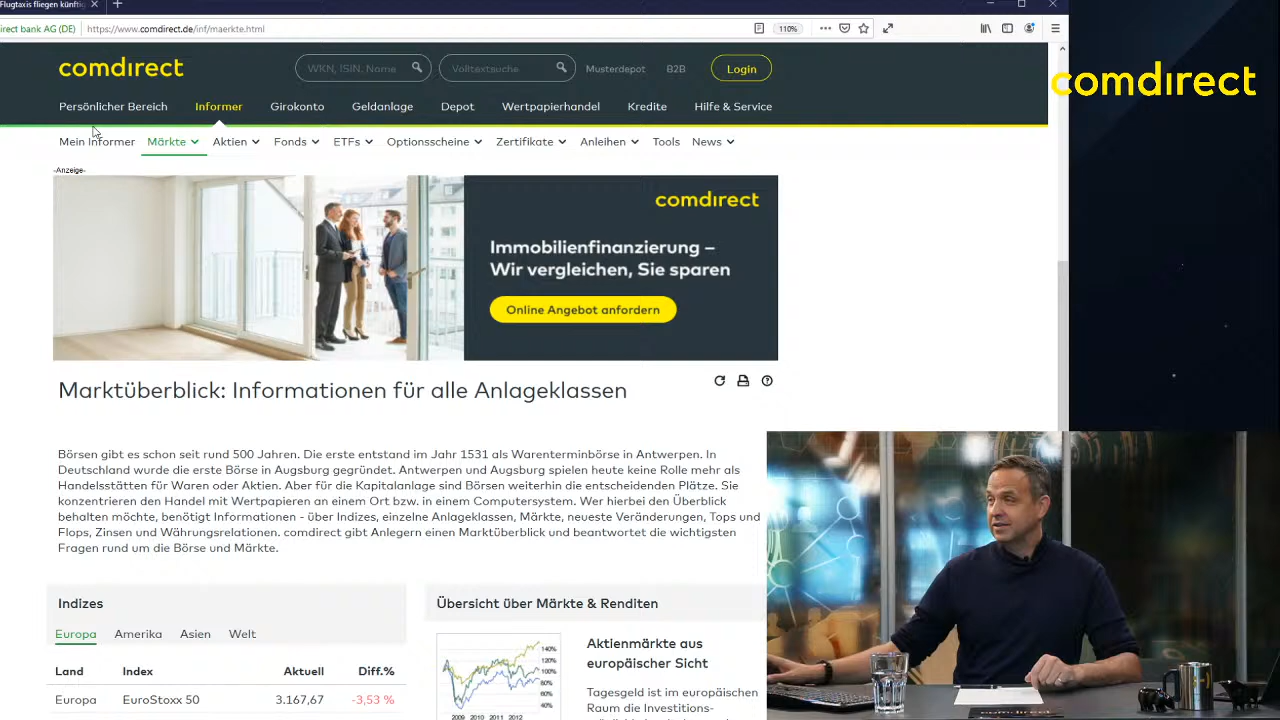 Flugtaxis fliegen künftig
irect bank AG (DE)
https://www.comdirect.de/inf/maerkte.html
110%
comdirect
WKN, ISIN, Name
Volltextsuche
Musterdepot
B2B
Login
comdirect
Persönlicher Bereich
Informer
Girokonto
Geldanlage
Depot
Wertpapierhandel
Kredite
Hilfe & Service
Mein Informer
Märkte
Aktien
Fonds
ETFs
Optionsscheine
Zertifikate
Anleihen
Tools
News
-Anzeige-
comdirect
Immobilienfinanzierung –
Wir vergleichen, Sie sparen
Online Angebot anfordern
Marktüberblick: Informationen für alle Anlageklassen
Börsen gibt es schon seit rund 500 Jahren. Die erste entstand im Jahr 1531 als Warenterminbörse in Antwerpen. In
Deutschland wurde die erste Börse in Augsburg gegründet. Antwerpen und Augsburg spielen heute keine Rolle mehr als
Handelsstätten für Waren oder Aktien. Aber für die Kapitalanlage sind Börsen weiterhin die entscheidenden Plätze. Sie
konzentrieren den Handel mit Wertpapieren an einem Ort bzw. in einem Computersystem. Wer hierbei den Überblick
behalten möchte, benötigt Informationen über Indizes, einzelne Anlageklassen, Märkte, neueste Veränderungen, Tops und
Flops, Zinsen und Währungsrelationen. comdirect gibt Anlegern einen Marktüberblick und beantwortet die wichtigsten
Fragen rund um die Börse und Märkte.
Indizes
Europa
Amerika
Asien
Welt
Land
Index
Aktuell
Diff.%
Europa
EuroStoxx 50
3.167,67
-3,53 %
Übersicht über Märkte & Renditen
140%
120%
100%
80%
60%
40%
2009 2010 2011 2012
Aktienmärkte aus
europäischer Sicht
Tagesgeld ist im europäischen
Raum die Investitions-